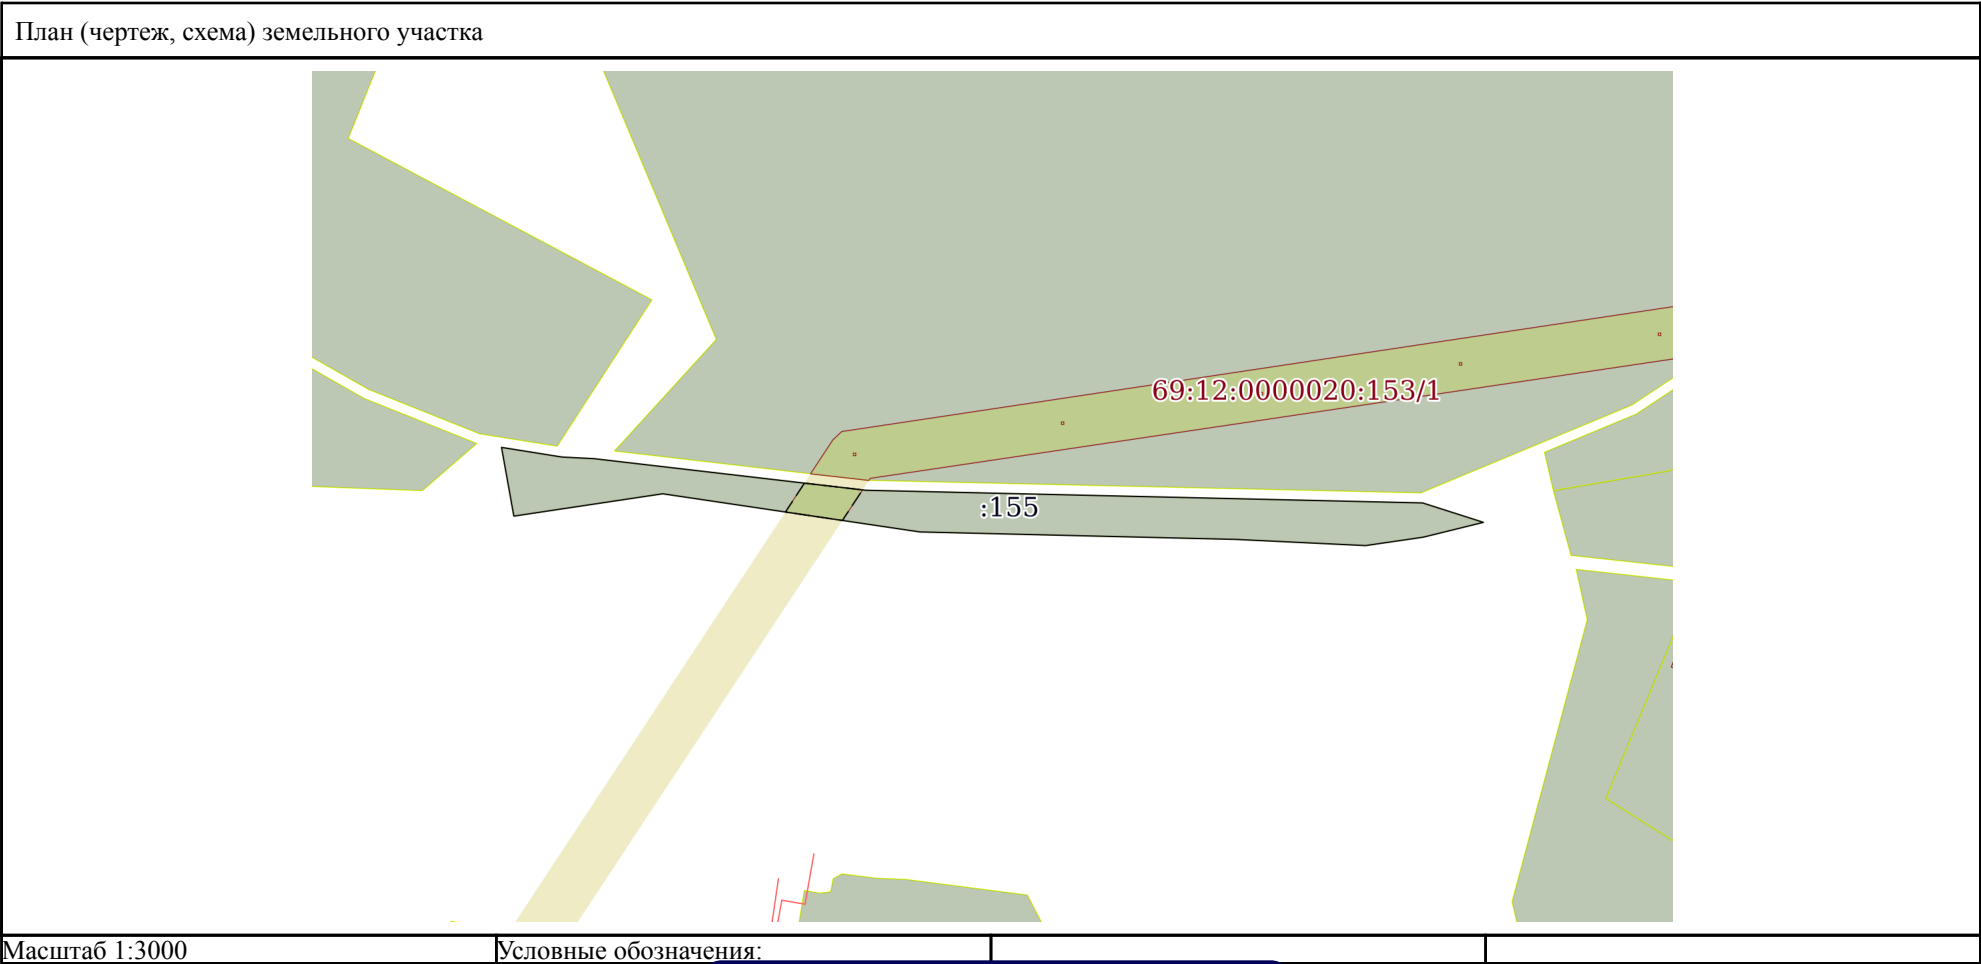 План (чертеж, схема) земельного участка
69:12:0000020:153/1
:155
Масштаб 1:3000
Условные обозначения: